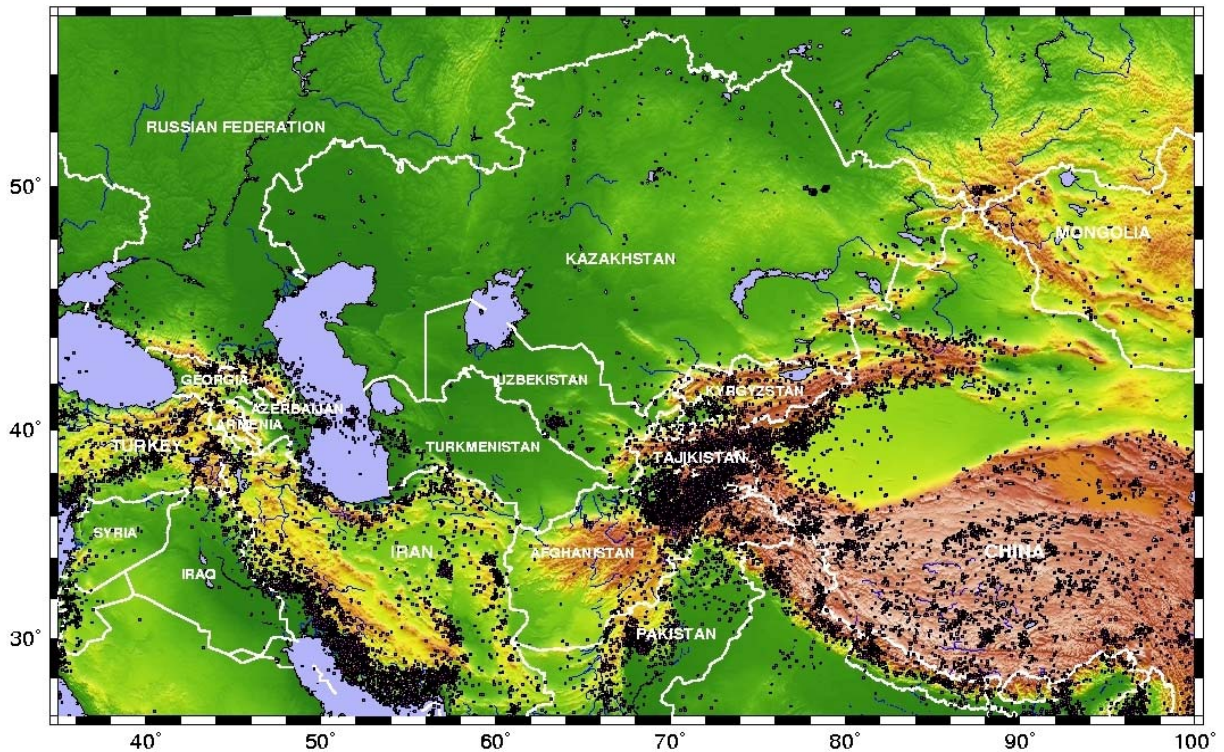 RUSSIAN FEDERATION
50°
MONGOLIA
KAZAKHSTAN
GEORGIA
UZBEKISTAN
KYRGYZSTAN
AZERBAIJAN
ARMENIA
40°
TURKEY
TURKMENISTAN
TAJIKISTAN
SYRIA
IRAN
AFGHANISTAN
CHINA
IRAQ
30°
PAKISTAN
40° 50° 60° 70° 80° 90° 100°